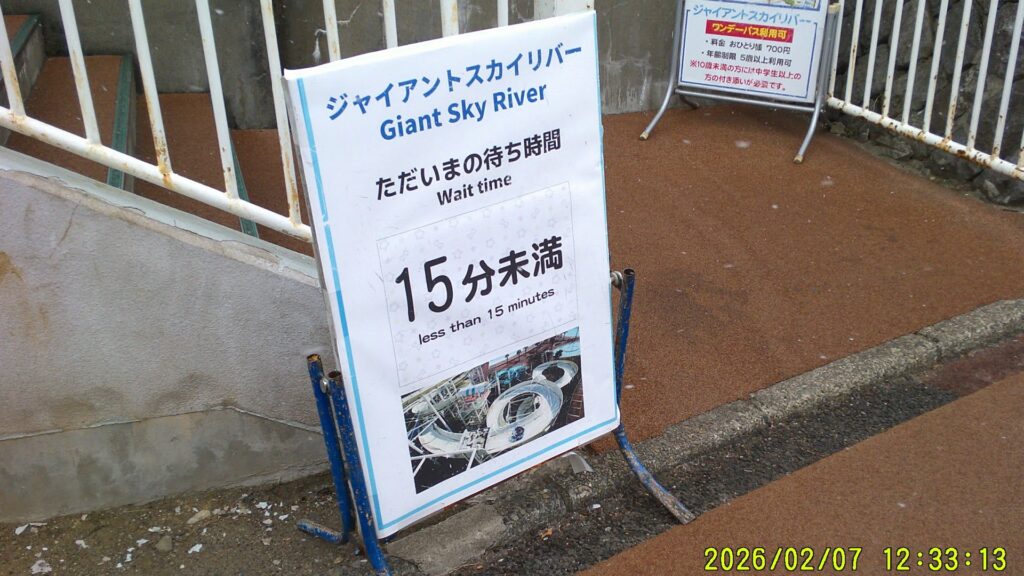 ジャイアントスカイリバー
Giant Sky River
ただいまの待ち時間
Wait time
15分未満
less than 15 minutes
ジャイアントスカイリバー
ワンデーパス利用可
・料金 おひとり様 700円
・年齢制限 5歳以上利用可
※10歳未満の方には中学生以上の
方の付き添いが必要です。
2026/02/07 12:33:13